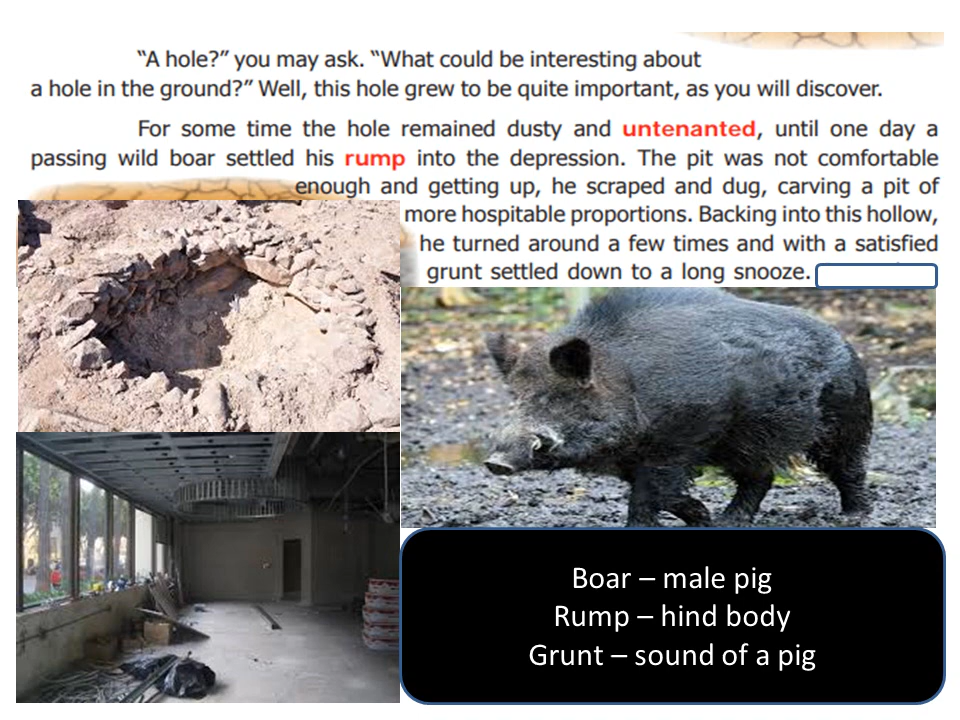 “A hole?” you may ask. “What could be interesting about
a hole in the ground?” Well, this hole grew to be quite important, as you will discover.
For some time the hole remained dusty and untenanted, until one day a
passing wild boar settled his rump into the depression. The pit was not comfortable
enough and getting up, he scraped and dug, carving a pit of
more hospitable proportions. Backing into this hollow,
he turned around a few times and with a satisfied
grunt settled down to a long snooze.
Boar – male pig
Rump – hind body
Grunt – sound of a pig